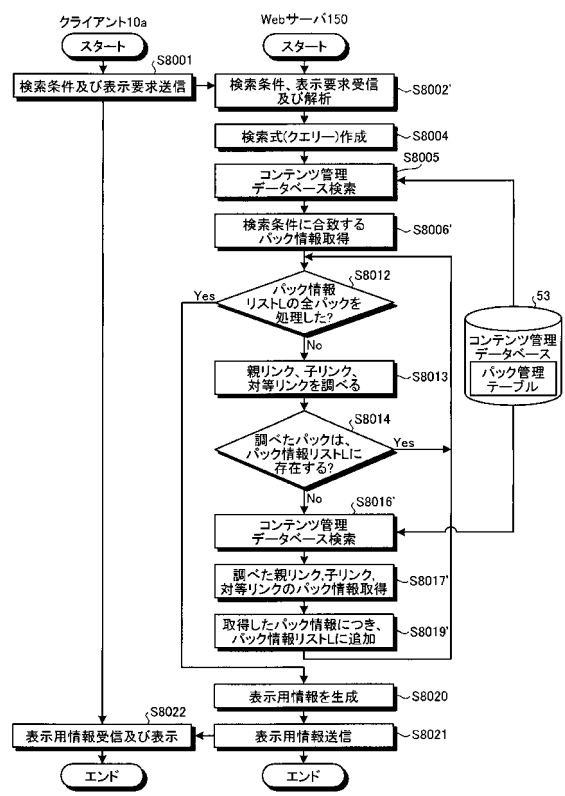 クライアント10a
Webサーバ150
スタート
スタート
S8001
検索条件及び表示要求送信
検索条件、表示要求受信
及び解析
S8002'
検索式(クエリー)作成
S8004
S8005
コンテンツ管理
データベース検索
検索条件に合致する
パック情報取得
S8006'
S8012
Yes
パック情報
リストLの全パックを
処理した?
No
53
コンテンツ管理
データベース
パック管理
テーブル
親リンク、子リンク、
対等リンクを調べる
S8013
S8014
調べたパックは、
パック情報リストLに
存在する?
Yes
No
S8016'
コンテンツ管理
データベース検索
調べた親リンク,子リンク,
対等リンクのパック情報取得
S8017'
取得したパック情報につき、
パック情報リストLに追加
S8019'
表示用情報を生成
S8020
S8022
表示用情報受信及び表示
表示用情報送信
S8021
エンド
エンド